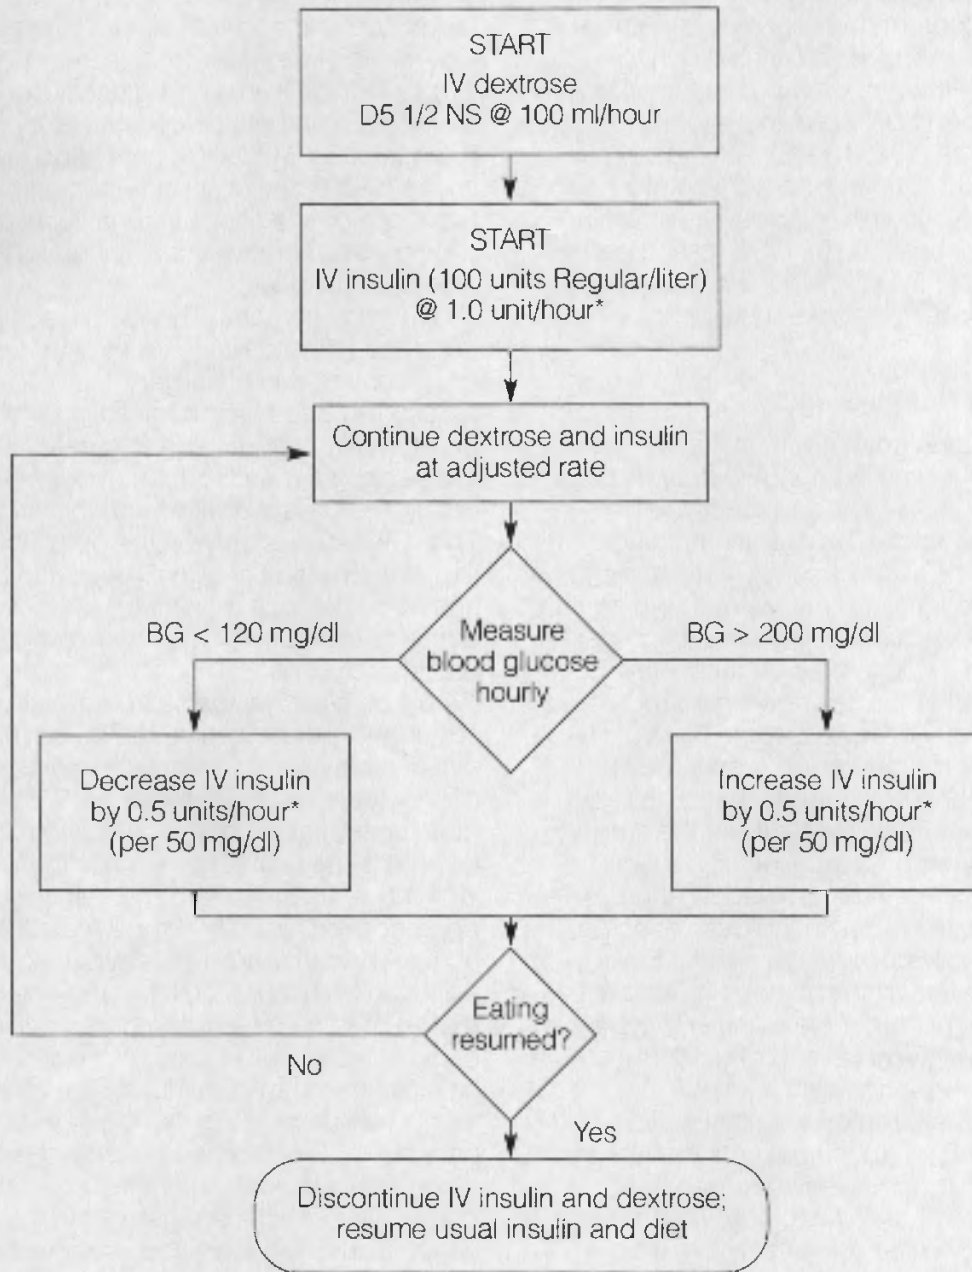 START
IV dextrose
D5 1/2 NS @ 100 ml/hour
START
IV insulin (100 units Regular/liter)
@ 1.0 unit/hour*
Continue dextrose and insulin
at adjusted rate
BG < 120 mg/dl
Measure
blood glucose
hourly
BG > 200 mg/dl
Decrease IV insulin
by 0.5 units/hour*
(per 50 mg/dl)
Increase IV insulin
by 0.5 units/hour*
(per 50 mg/dl)
Eating
resumed?
No
Yes
Discontinue IV insulin and dextrose;
resume usual insulin and diet